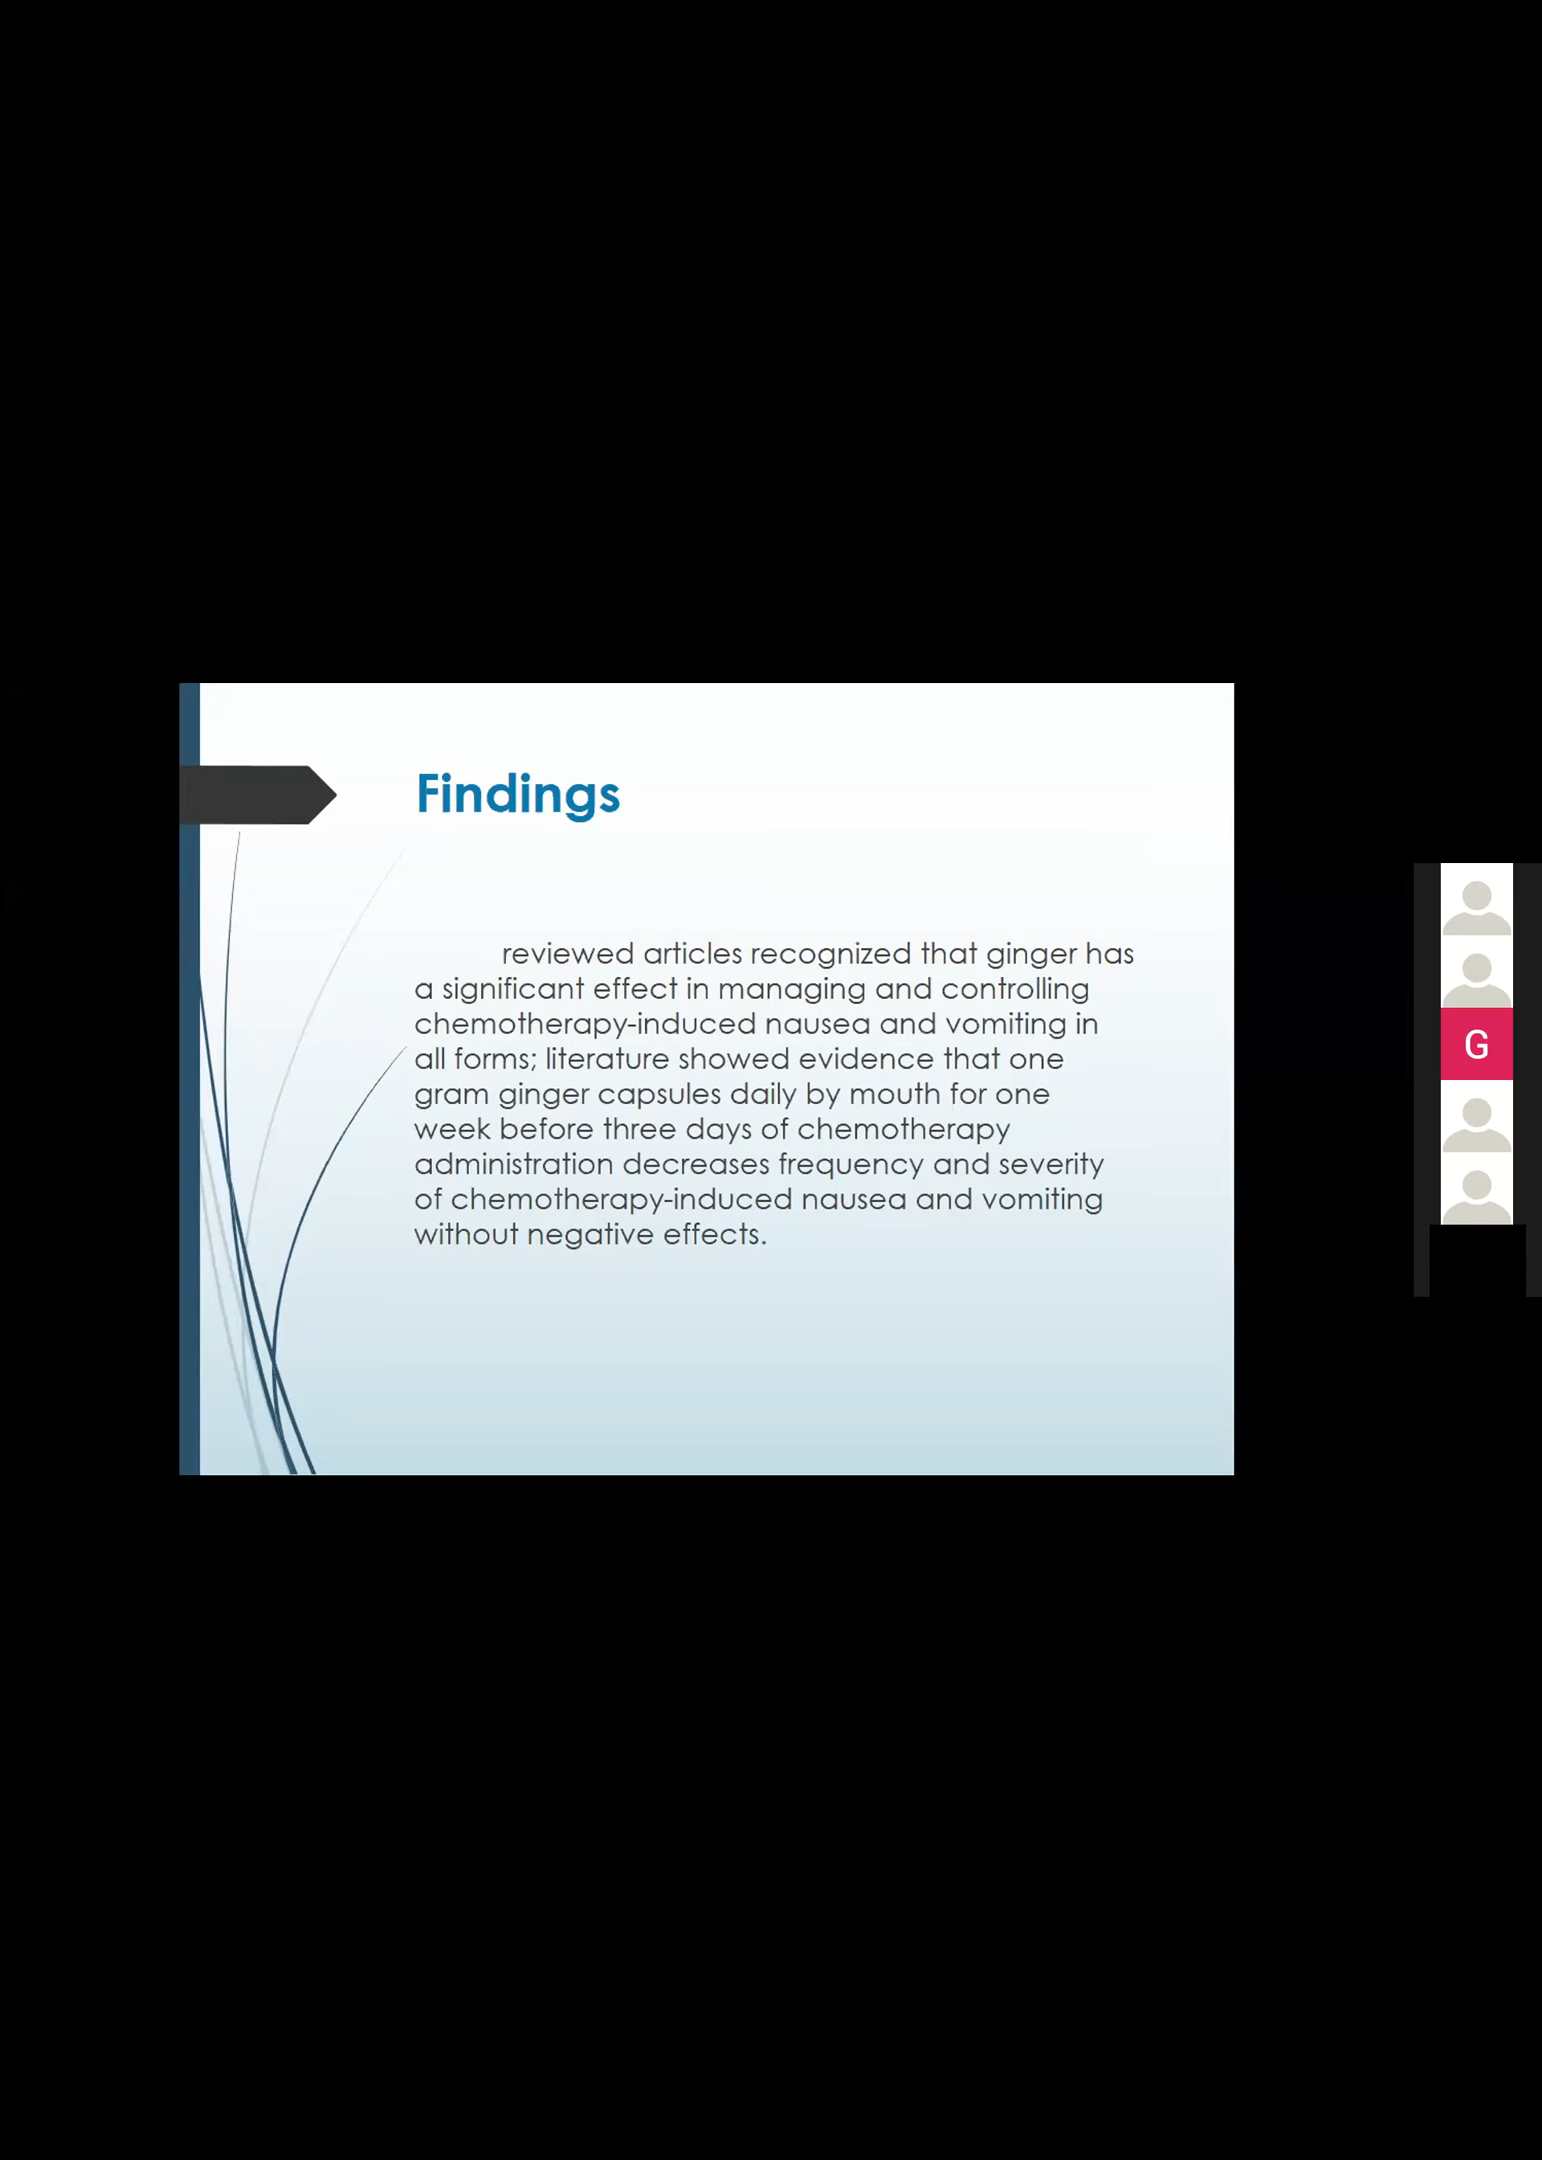 Findings
reviewed articles recognized that ginger has
a significant effect in managing and controlling
chemotherapy-induced nausea and vomiting in
all forms; literature showed evidence that one
gram ginger capsules daily by mouth for one
week before three days of chemotherapy
administration decreases frequency and severity
of chemotherapy-induced nausea and vomiting
without negative effects.
G